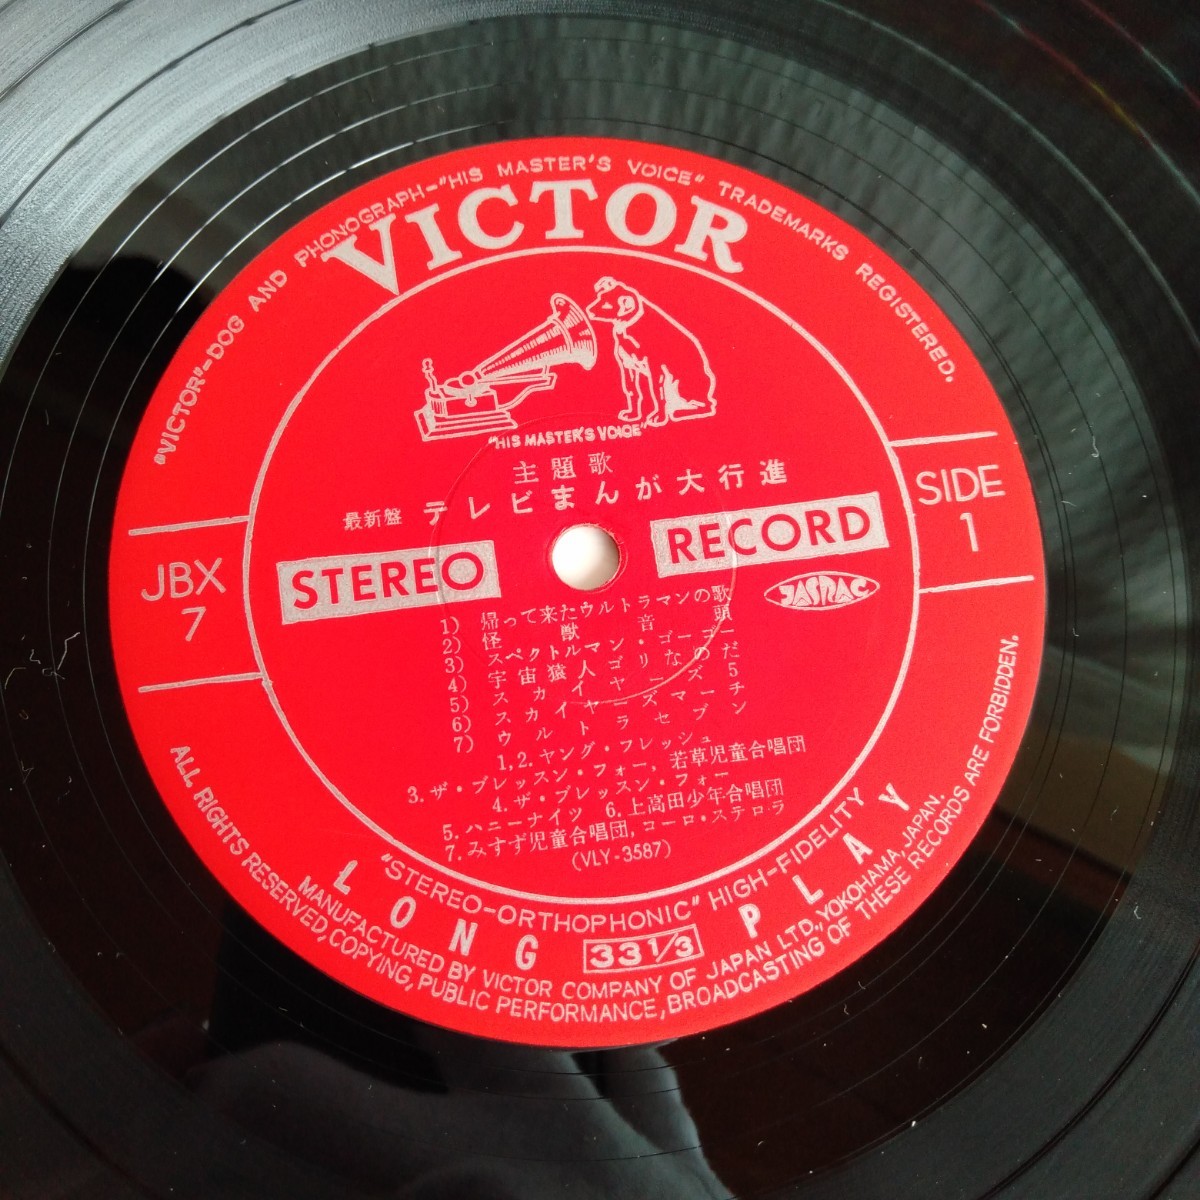 "VICTOR"-DOG AND PHONOGRAPH-"HIS MASTER'S VOICE" TRADEMARKS REGISTERED.
VICTOR
"HIS MASTER'S VOICE"
主題歌
最新盤 テレビまんが大行進
JBX
7
SIDE
1
STEREO RECORD
JASRAC
1) 帰って来たウルトラマンの歌
2) 怪獣音頭
3) スペクトルマン・ゴーゴー
4) 宇宙猿人ゴリなのだ
5) スカイヤーズ5
6) スカイヤーズマーチ
7) ウルトラセブン
1,2. ヤング・フレッシュ
3. ザ・ブレッスン・フォー, 若草児童合唱団
4. ザ・ブレッスン・フォー
5. ハニーナイツ 6. 上高田少年合唱団
7. みすず児童合唱団, コーロ・ステルラ
(VLY-3587)
"STEREO-ORTHOPHONIC" HIGH-FIDELITY
LONG 33 1/3 PLAY
MANUFACTURED BY VICTOR COMPANY OF JAPAN LTD., YOKOHAMA, JAPAN.
ALL RIGHTS RESERVED, COPYING, PUBLIC PERFORMANCE, BROADCASTING OF THESE RECORDS ARE FORBIDDEN.